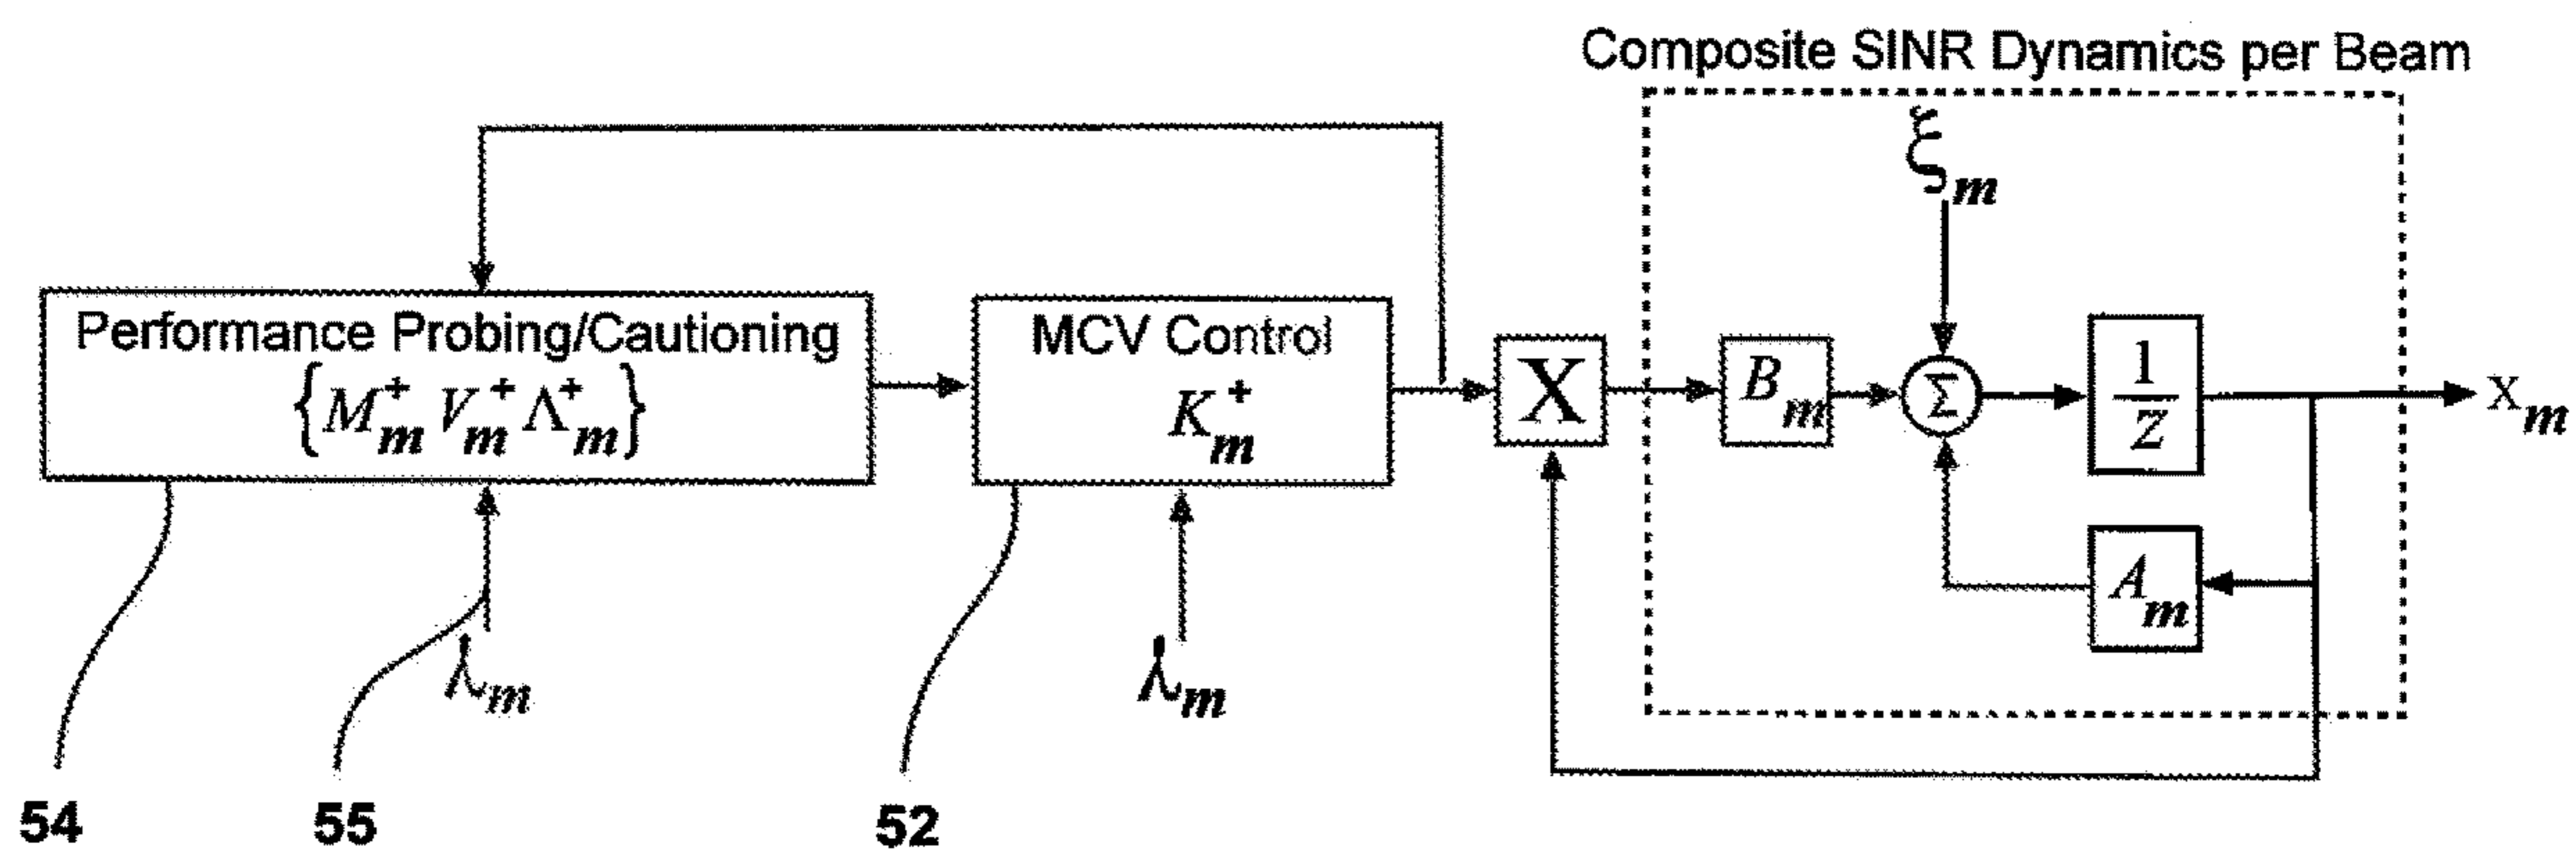 Composite SINR Dynamics per Beam
ξm
Performance Probing/Cautioning
{M+m V+m Λ+m}
MCV Control
K+m
X
Bm
Σ
1/Z
Xm
Am
λm
λm
54
55
52